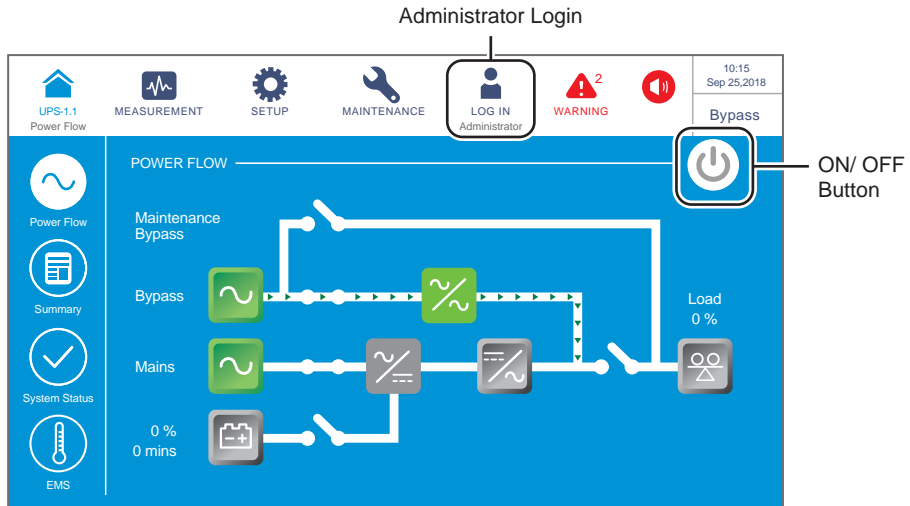 Administrator Login
UPS-1.1
Power Flow
MEASUREMENT
SETUP
MAINTENANCE
LOG IN
Administrator
2
WARNING
10:15
Sep 25,2018
Bypass
ON/ OFF
Button
POWER FLOW
Power Flow
Summary
System Status
EMS
Maintenance
Bypass
Bypass
Load
0 %
Mains
0 %
0 mins